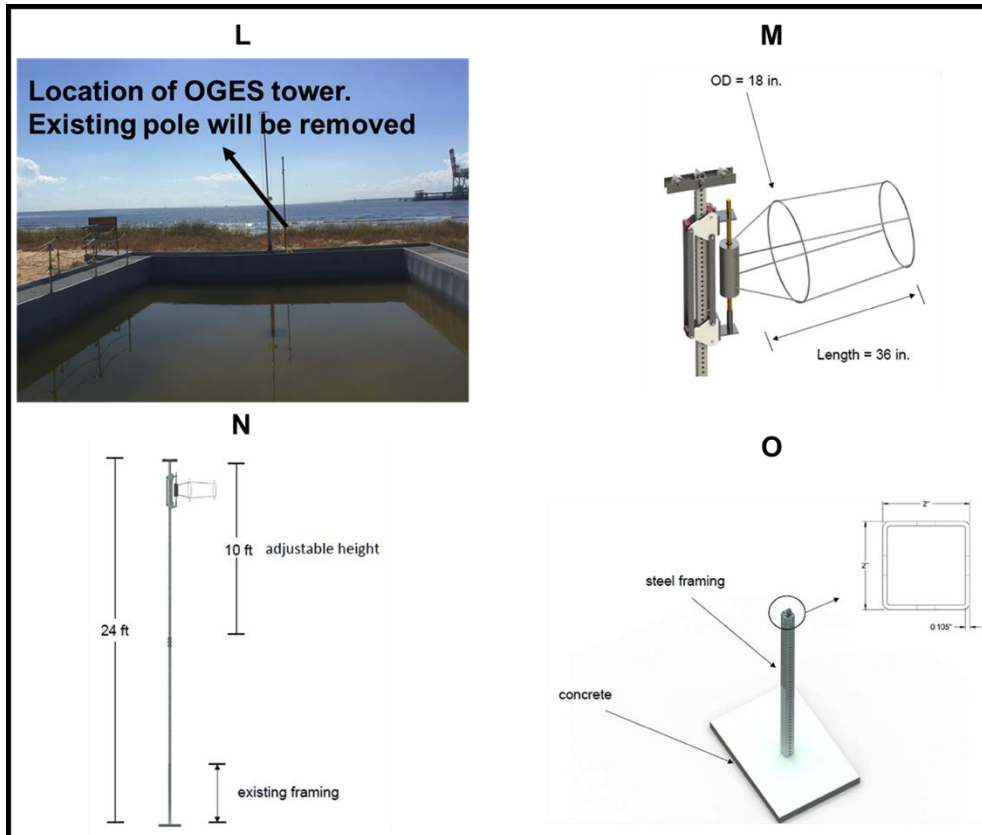 L
Location of OGES tower.
Existing pole will be removed
M
OD = 18 in.
Length = 36 in.
N
10 ft adjustable height
24 ft
existing framing
O
2"
2"
0.105"
steel framing
concrete